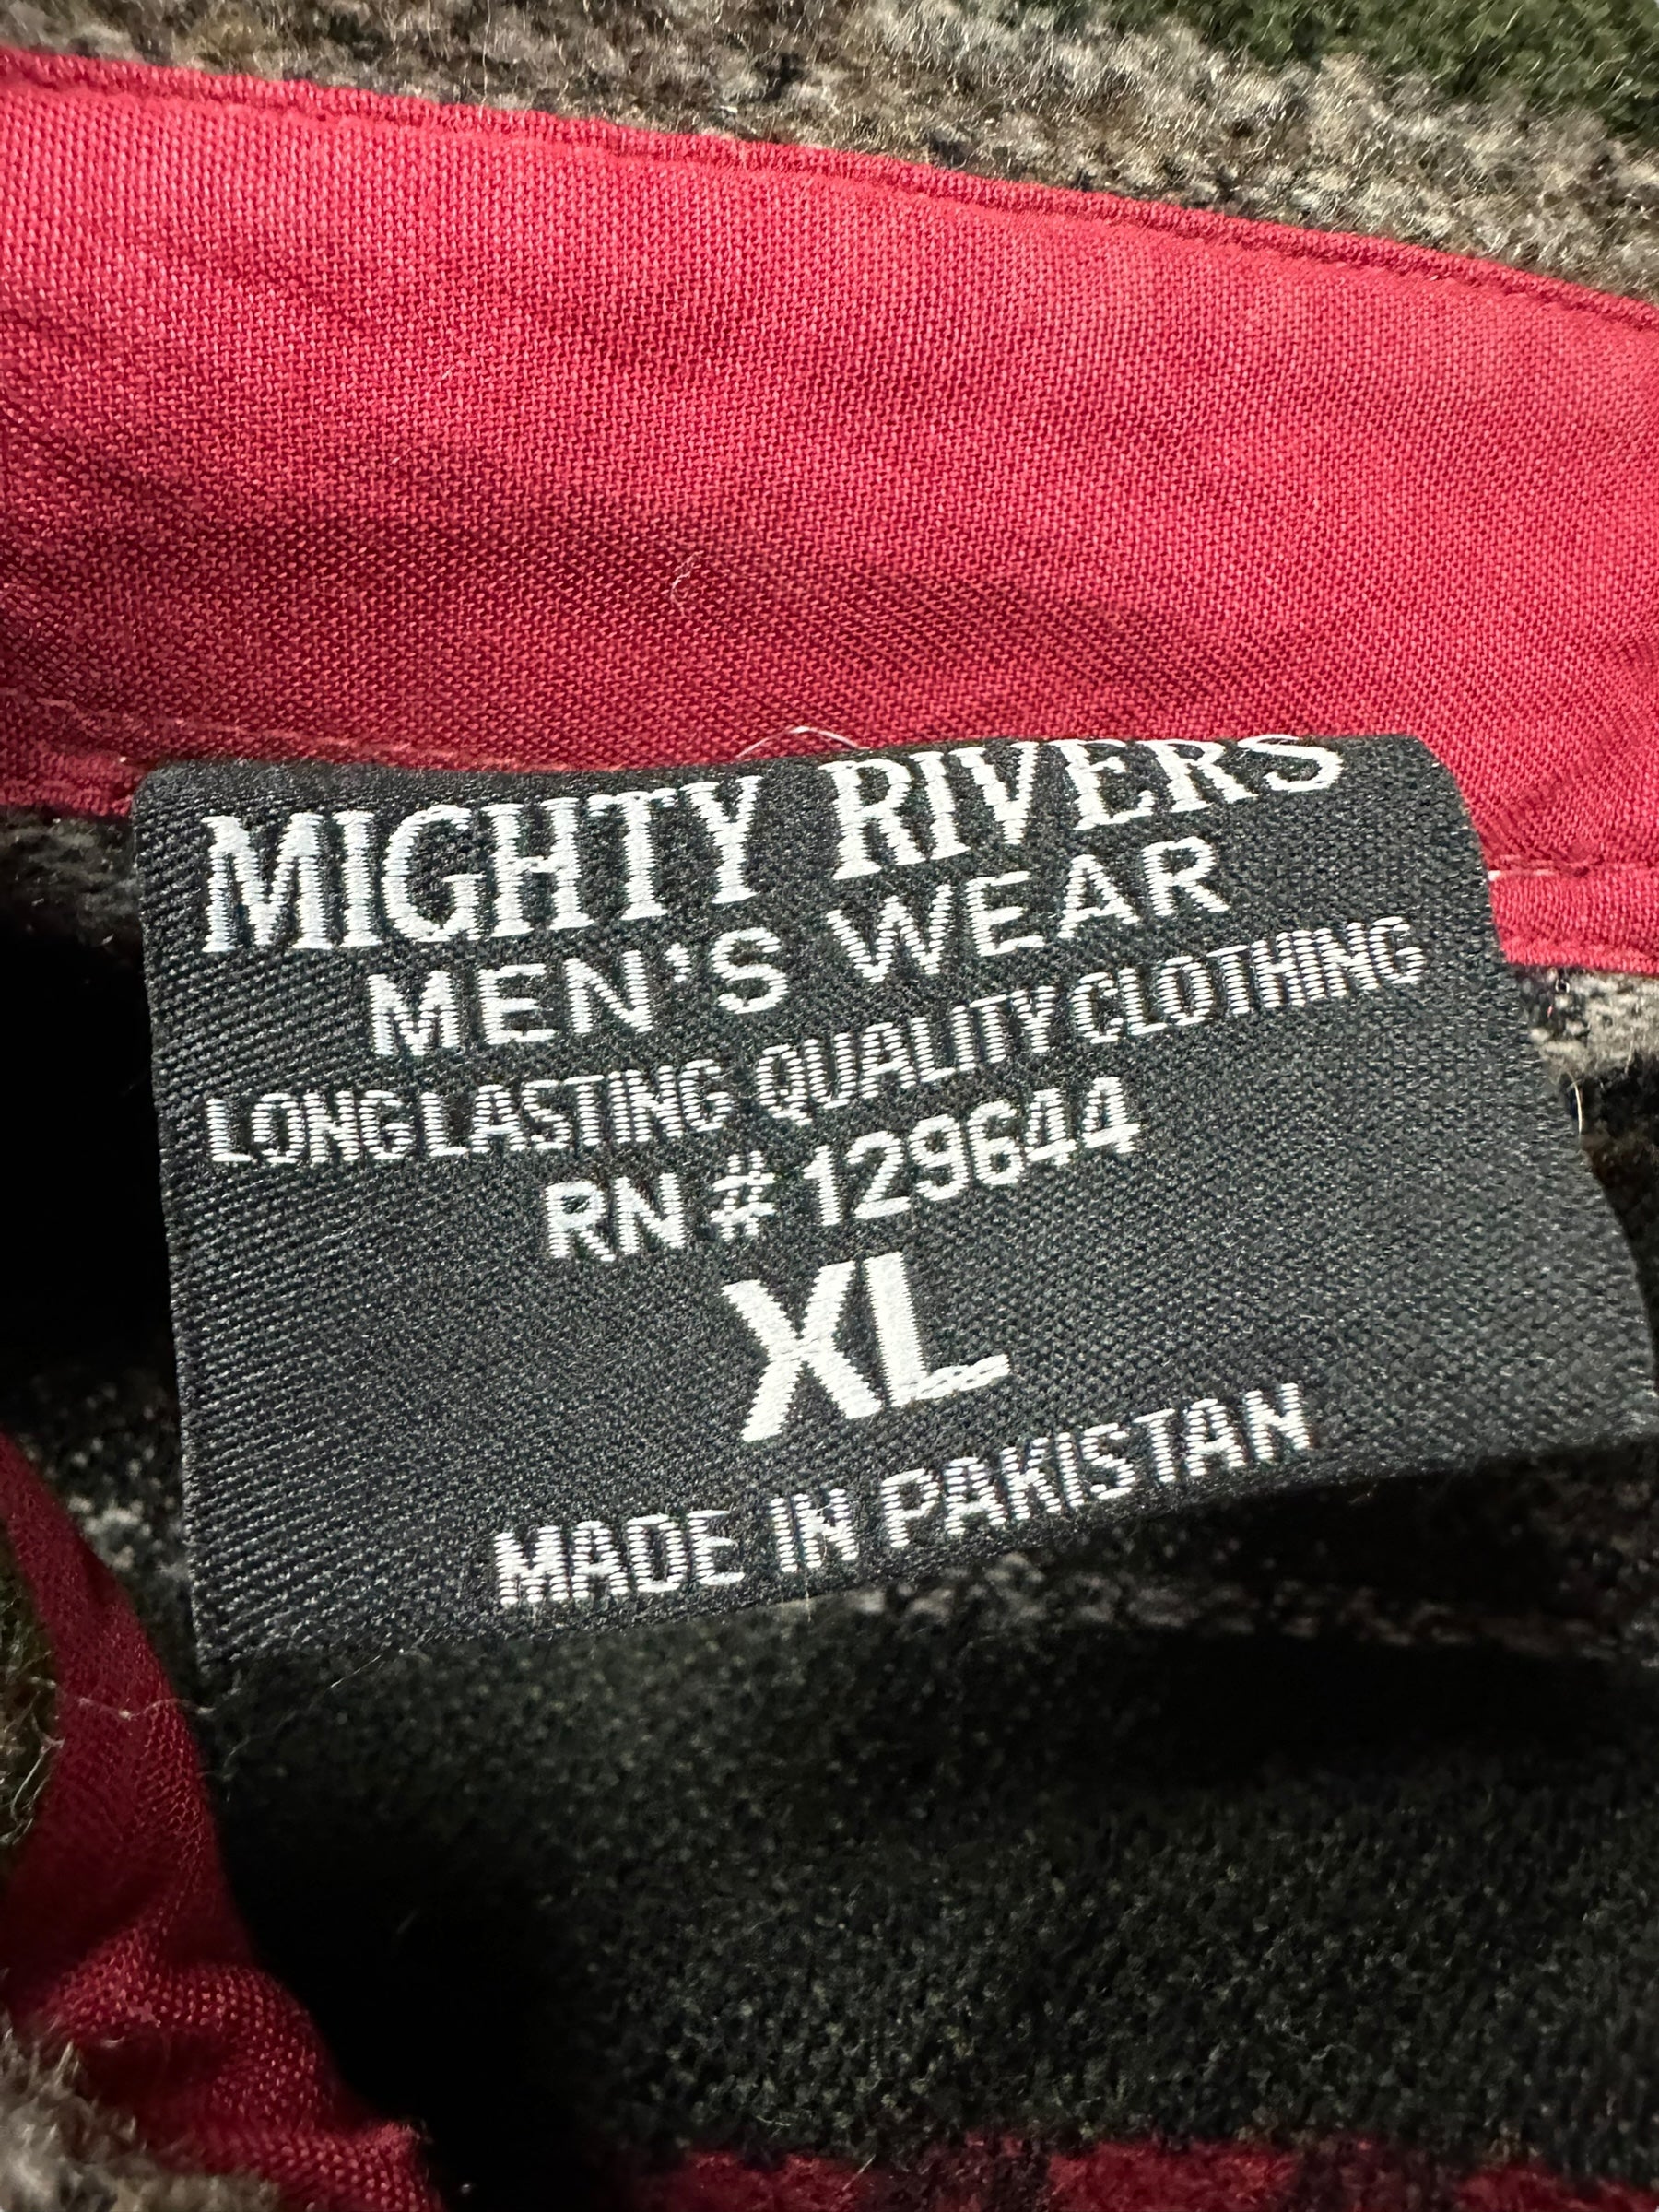 MIGHTY RIVERS
MEN'S WEAR
LONG LASTING QUALITY CLOTHING
RN # 129644
XL
MADE IN PAKISTAN